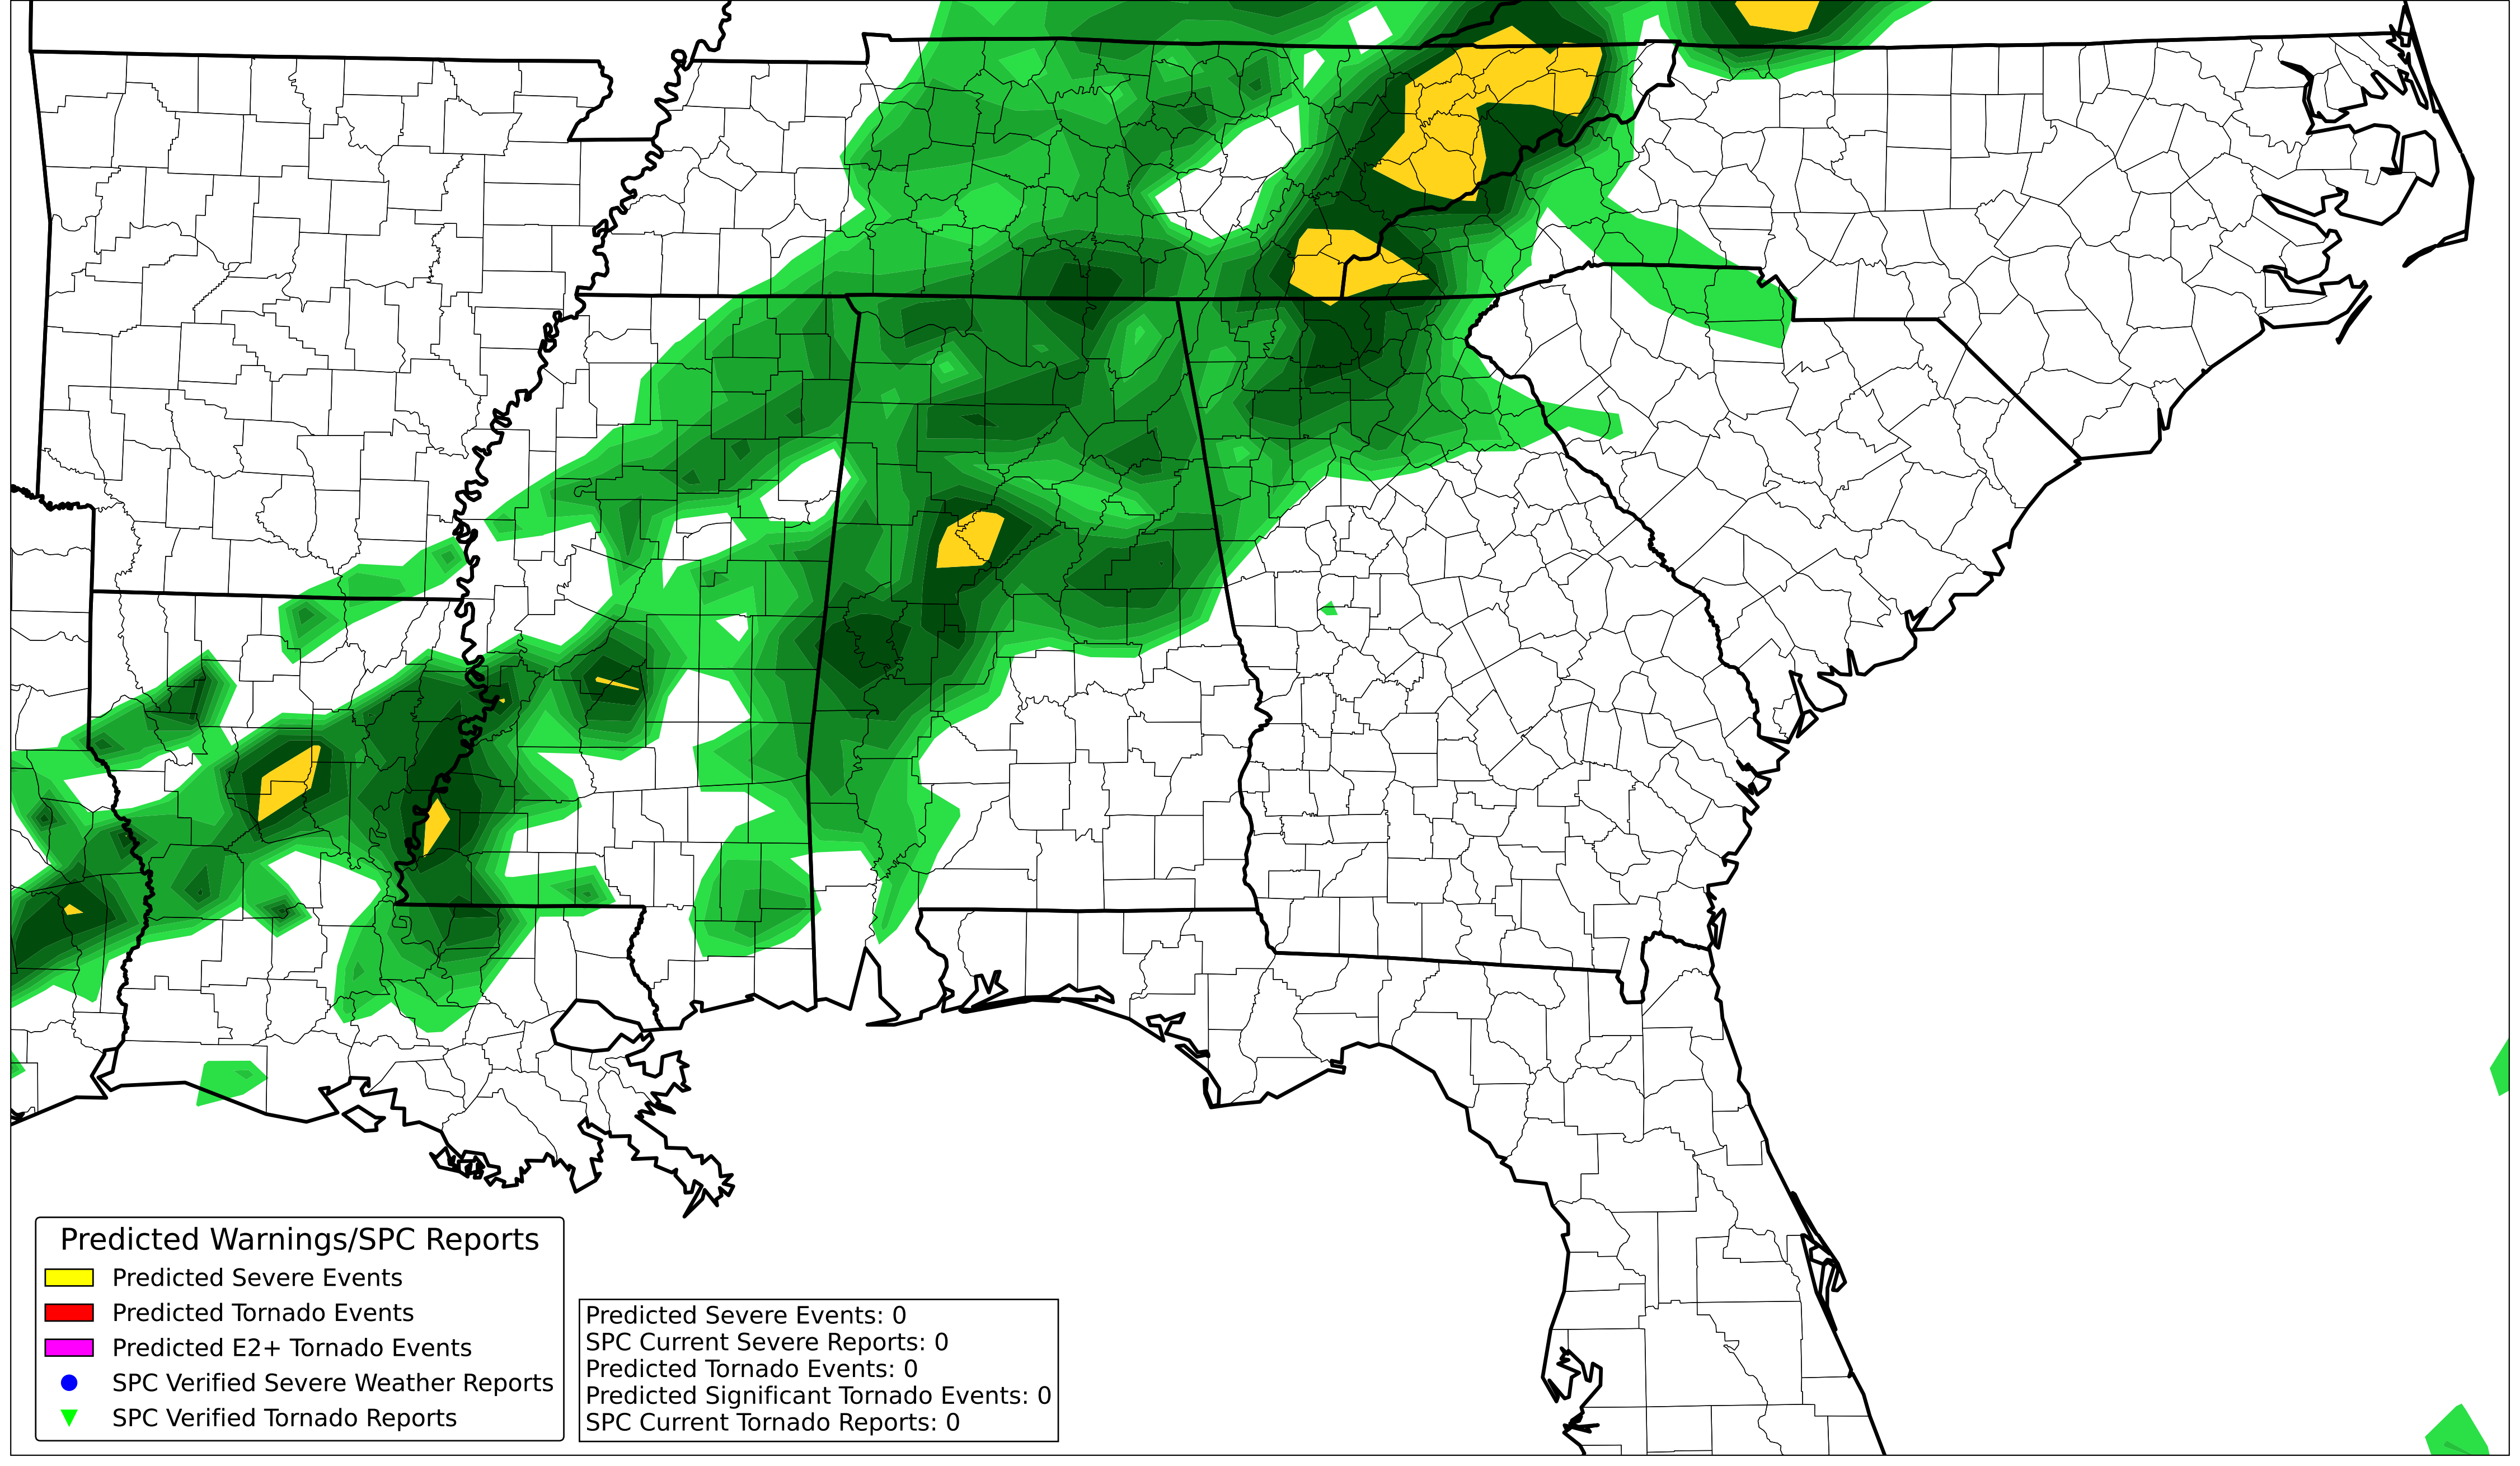 Predicted Warnings/SPC Reports
Predicted Severe Events
Predicted Tornado Events
Predicted E2+ Tornado Events
SPC Verified Severe Weather Reports
SPC Verified Tornado Reports
Predicted Severe Events: 0
SPC Current Severe Reports: 0
Predicted Tornado Events: 0
Predicted Significant Tornado Events: 0
SPC Current Tornado Reports: 0